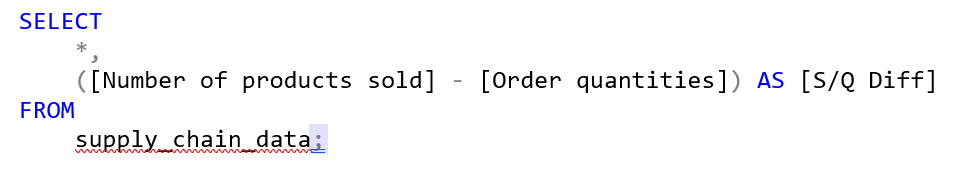 SELECT
*,
([Number of products sold] - [Order quantities]) AS [S/Q Diff]
FROM
supply_chain_data;